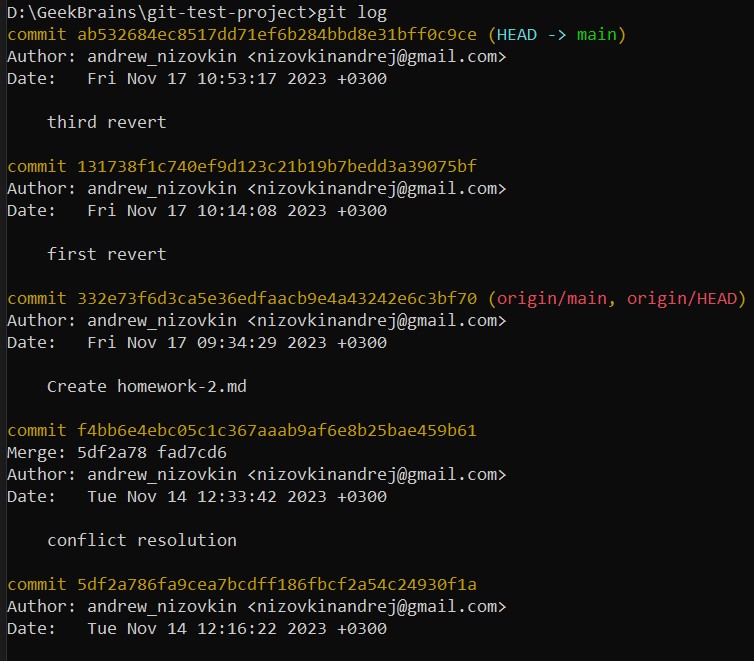 D:\GeekBrains\git-test-project>git log
commit ab532684ec8517dd71ef6b284bbd8e31bff0c9ce (HEAD -> main)
Author: andrew_nizovkin <nizovkinandrej@gmail.com>
Date:   Fri Nov 17 10:53:17 2023 +0300
third revert
commit 131738f1c740ef9d123c21b19b7bedd3a39075bf
Author: andrew_nizovkin <nizovkinandrej@gmail.com>
Date:   Fri Nov 17 10:14:08 2023 +0300
first revert
commit 332e73f6d3ca5e36edfaacb9e4a43242e6c3bf70 (origin/main, origin/HEAD)
Author: andrew_nizovkin <nizovkinandrej@gmail.com>
Date:   Fri Nov 17 09:34:29 2023 +0300
Create homework-2.md
commit f4bb6e4ebc05c1c367aaab9af6e8b25bae459b61
Merge: 5df2a78 fad7cd6
Author: andrew_nizovkin <nizovkinandrej@gmail.com>
Date:   Tue Nov 14 12:33:42 2023 +0300
conflict resolution
commit 5df2a786fa9cea7bcdff186fbcf2a54c24930f1a
Author: andrew_nizovkin <nizovkinandrej@gmail.com>
Date:   Tue Nov 14 12:16:22 2023 +0300